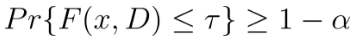 Pr{F(x, D) ≤ τ} ≥ 1 − α